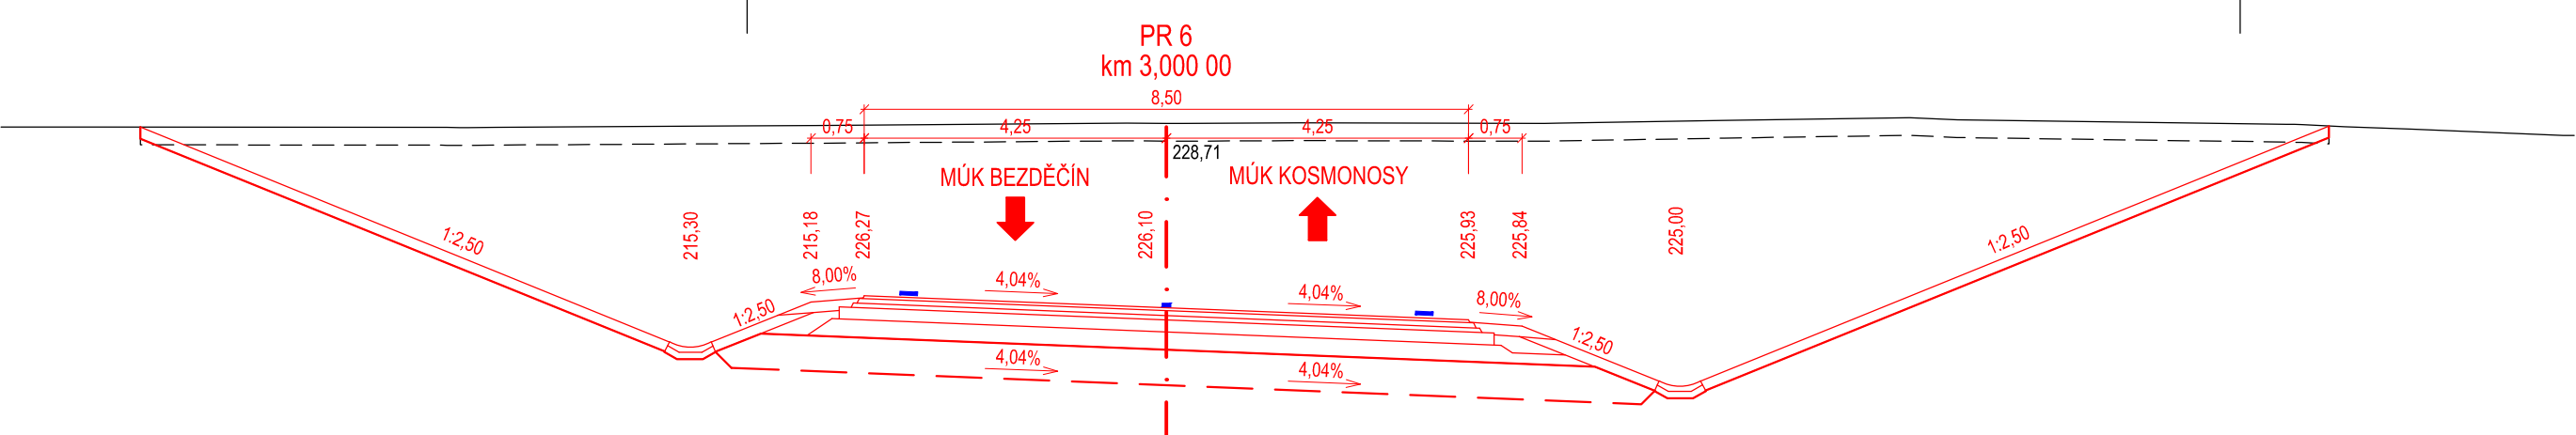 PR 6
km 3,000 00
8,50
0,75 4,25 4,25 0,75
228,71
MÚK BEZDĚČÍN MÚK KOSMONOSY
215,30 215,18 226,27 226,10 225,93 225,84 225,00
1:2,50 1:2,50
8,00% 4,04% 4,04% 8,00%
1:2,50 1:2,50
4,04% 4,04%